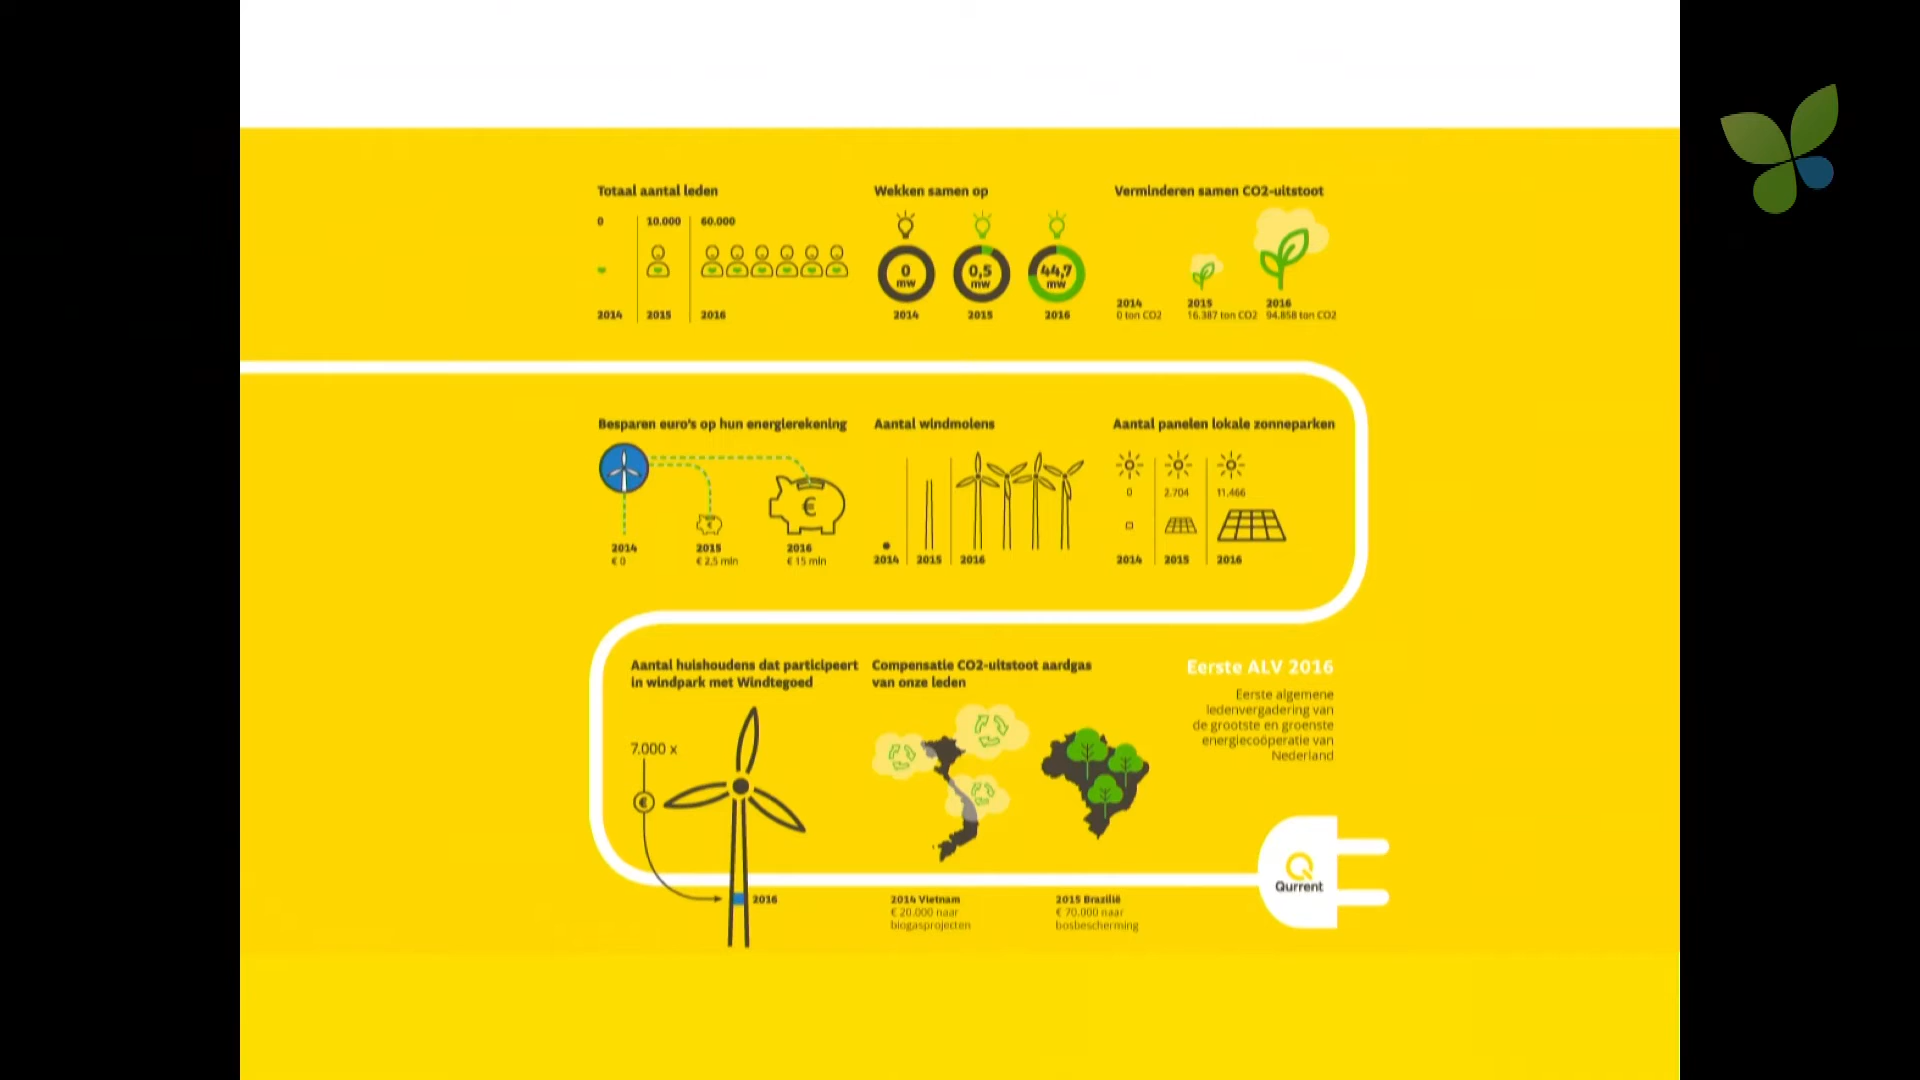 Totaal aantal leden
0
10.000
60.000
2014
2015
2016
Wekken samen op
0
mw
0,5
mw
44,7
mw
2014
2015
2016
Verminderen samen CO2-uitstoot
2014
0 ton CO2
2015
16.387 ton CO2
2016
94.858 ton CO2
Besparen euro's op hun energierekening
€
€
2014
€ 0
2015
€ 2,5 mln
2016
€ 15 mln
Aantal windmolens
2014
2015
2016
Aantal panelen lokale zonneparken
0
2.704
11.466
2014
2015
2016
Aantal huishoudens dat participeert
in windpark met Windtegoed
7.000 x
€
2016
Compensatie CO2-uitstoot aardgas
van onze leden
2014 Vietnam
€ 20.000 naar
biogasprojecten
2015 Brazilië
€ 70.000 naar
bosbescherming
Eerste ALV 2016
Eerste algemene
ledenvergadering van
de grootste en groenste
energiecoöperatie van
Nederland
Qurrent